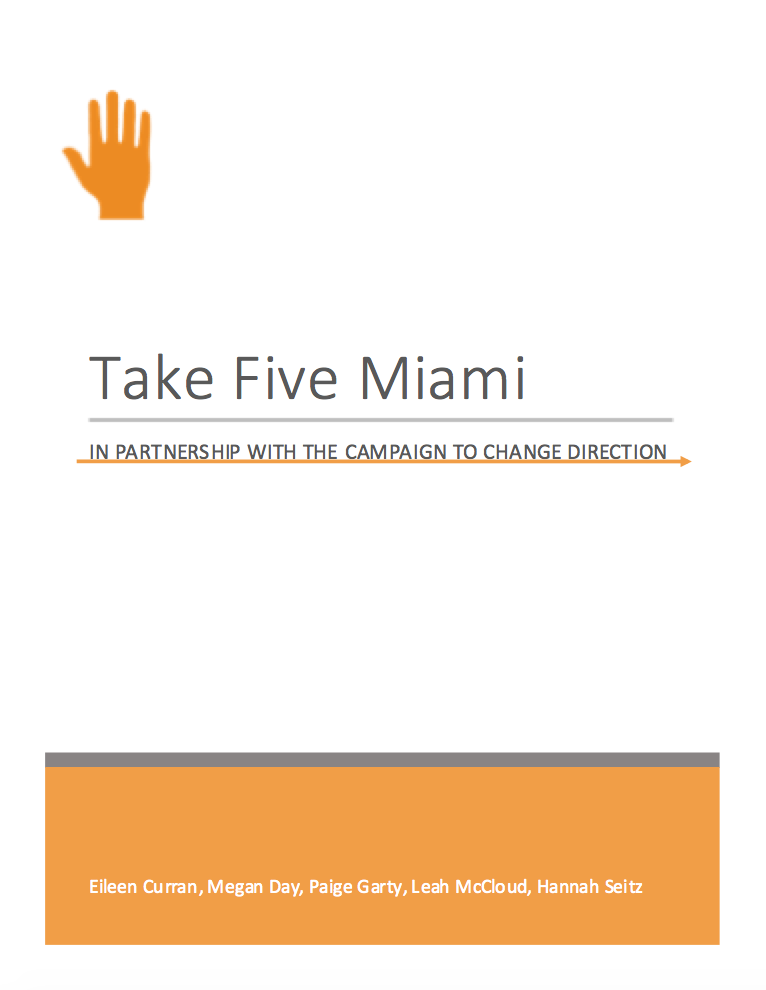 Take Five Miami
IN PARTNERSHIP WITH THE CAMPAIGN TO CHANGE DIRECTION
Eileen Curran, Megan Day, Paige Garty, Leah McCloud, Hannah Seitz